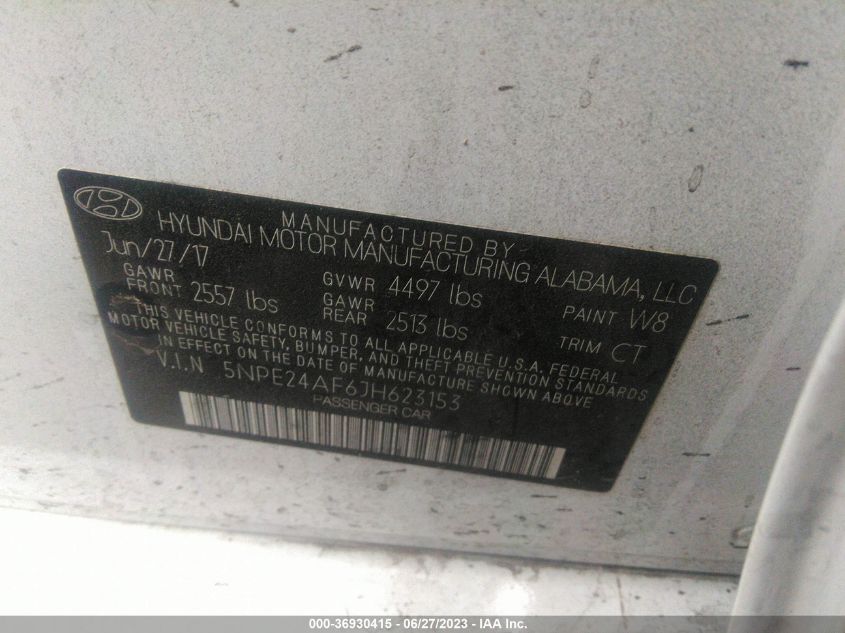 MANUFACTURED BY
HYUNDAI MOTOR MANUFACTURING ALABAMA, LLC
Jun/27/17
GAWR FRONT 2557 lbs
GVWR 4497 lbs
GAWR REAR 2513 lbs
PAINT W8
TRIM CT
THIS VEHICLE CONFORMS TO ALL APPLICABLE U.S.A. FEDERAL
MOTOR VEHICLE SAFETY, BUMPER, AND THEFT PREVENTION STANDARDS
IN EFFECT ON THE DATE OF MANUFACTURE SHOWN ABOVE
V.I.N 5NPE24AF6JH623153
PASSENGER CAR
000-36930415 - 06/27/2023 - IAA Inc.